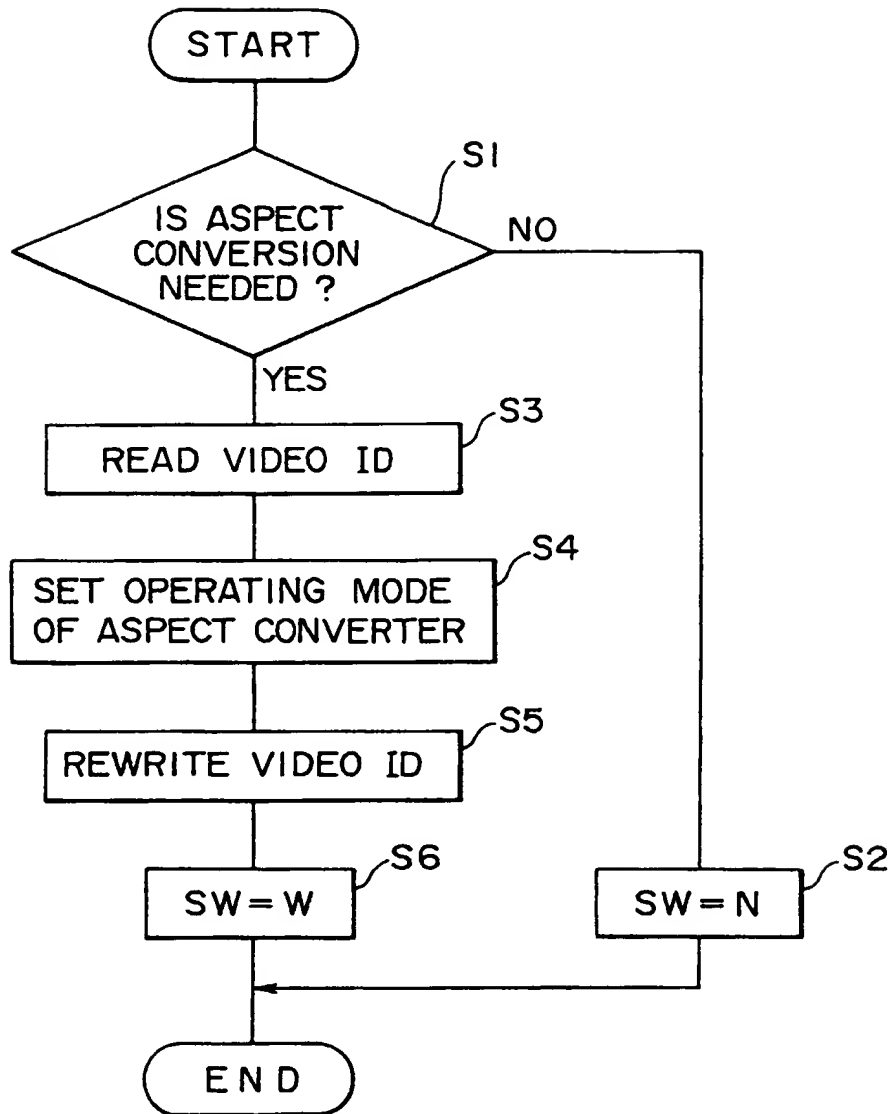 START
S1
IS ASPECT
CONVERSION
NEEDED ?
NO
YES
S3
READ VIDEO ID
S4
SET OPERATING MODE
OF ASPECT CONVERTER
S5
REWRITE VIDEO ID
S6
SW = W
S2
SW = N
END